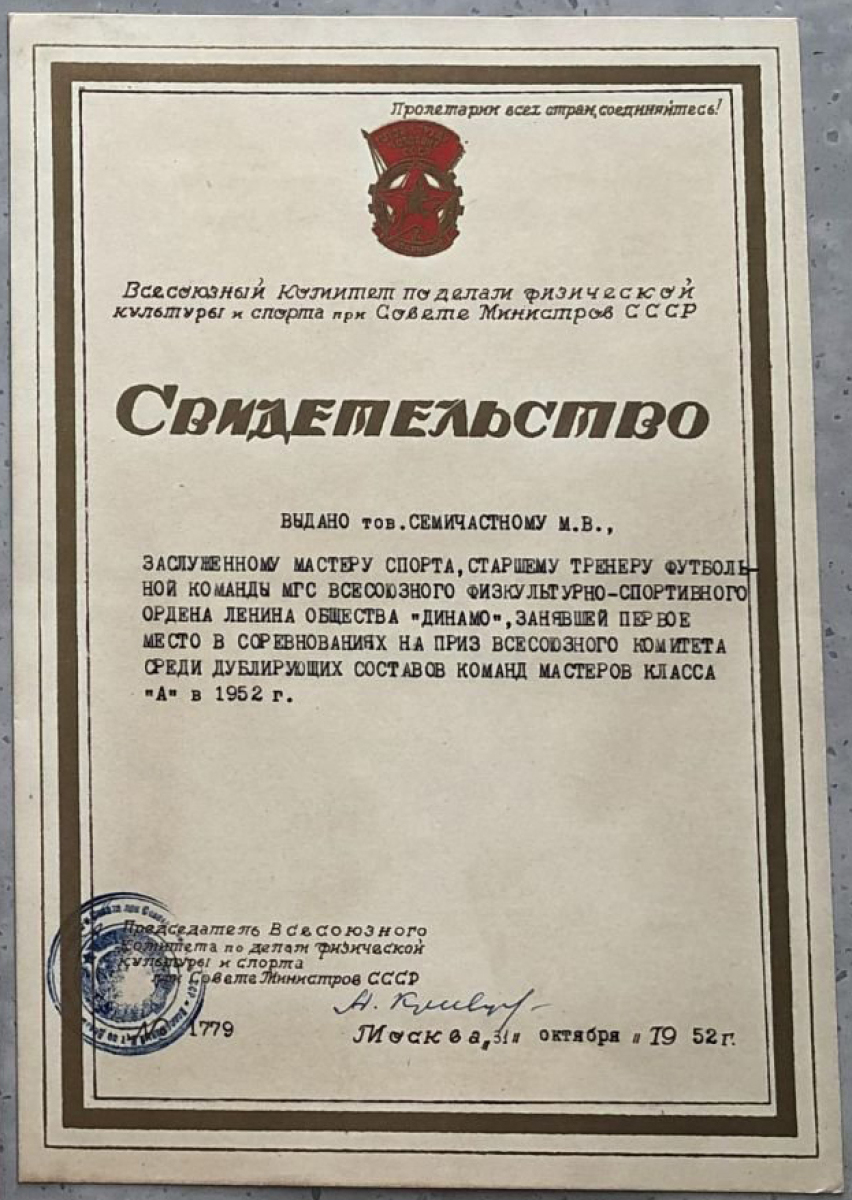 Пролетарии всех стран, соединяйтесь!
Всесоюзный Комитет по делам физической
культуры и спорта при Совете Министров СССР
Свидетельство
ВЫДАНО тов.СЕМИЧАСТНОМУ М.В.,
ЗАСЛУЖЕННОМУ МАСТЕРУ СПОРТА,СТАРШЕМУ ТРЕНЕРУ ФУТБОЛЬ-
НОЙ КОМАНДЫ МГС ВСЕСОЮЗНОГО ФИЗКУЛЬТУРНО-СПОРТИВНОГО
ОРДЕНА ЛЕНИНА ОБЩЕСТВА "ДИНАМО",ЗАНЯВШЕЙ ПЕРВОЕ
МЕСТО В СОРЕВНОВАНИЯХ НА ПРИЗ ВСЕСОЮЗНОГО КОМИТЕТА
СРЕДИ ДУБЛИРУЮЩИХ СОСТАВОВ КОМАНД МАСТЕРОВ КЛАССА
"А" в 1952 г.
Председатель Всесоюзного
Комитета по делам физической
культуры и спорта
при Совете Министров СССР
№ 1779
Москва "31" октября " 1952г.